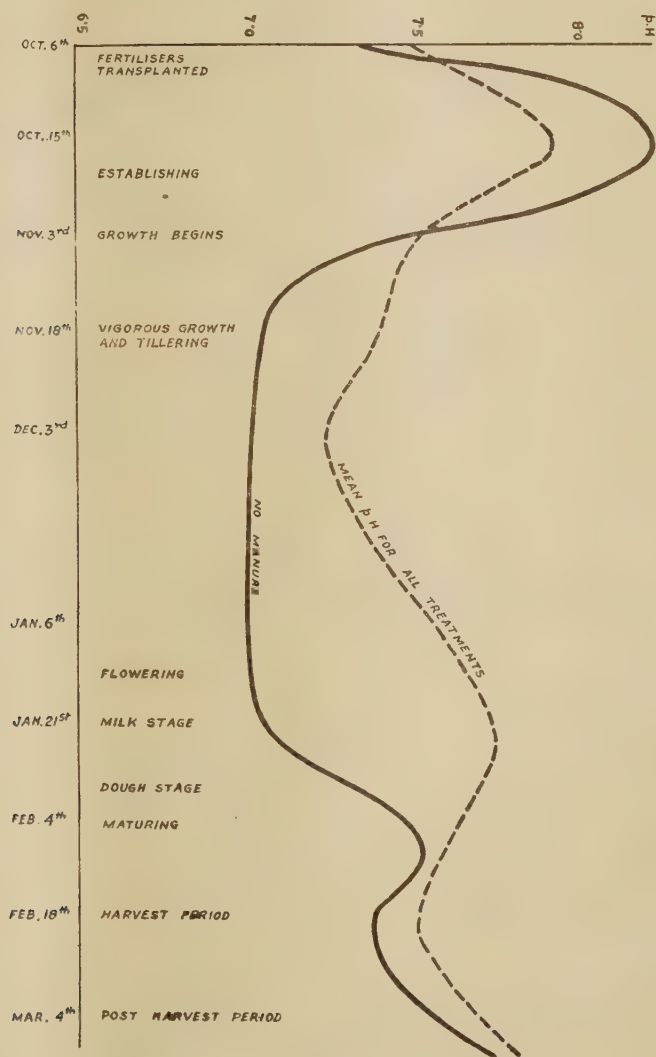 6·5
7·0
7·5
8·0
p.H
OCT. 6th
FERTILISERS
TRANSPLANTED
OCT. 15th
ESTABLISHING
NOV. 3rd GROWTH BEGINS
NOV. 18th VIGOROUS GROWTH
AND TILLERING
DEC. 3rd
MEAN pH FOR ALL TREATMENTS
NO MANURE
JAN. 6th
FLOWERING
JAN. 21st MILK STAGE
DOUGH STAGE
FEB. 4th
MATURING
FEB. 18th HARVEST PERIOD
MAR. 4th POST HARVEST PERIOD